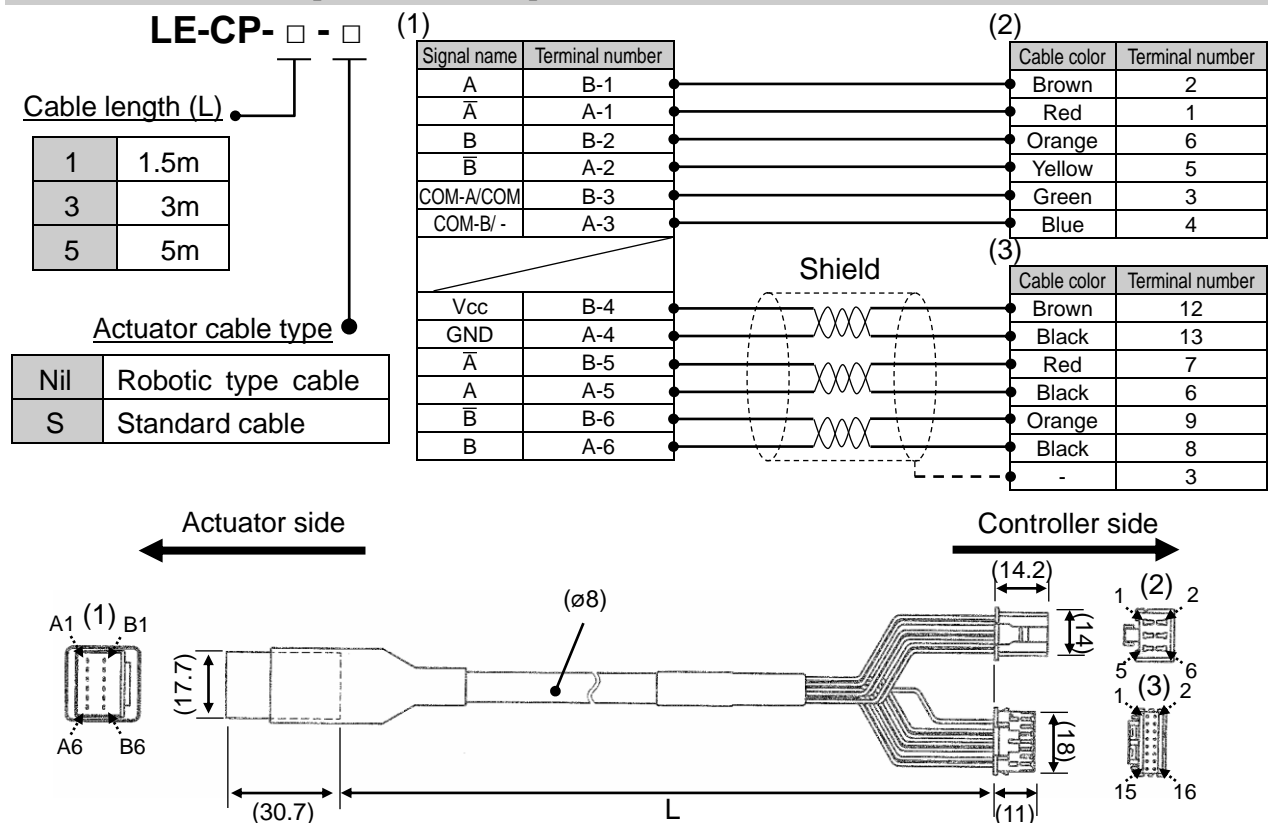 LE-CP- □ - □
Cable length (L)
1 1.5m
3 3m
5 5m
Actuator cable type
Nil Robotic type cable
S Standard cable
(1)
Signal name Terminal number
A B-1
A̅ A-1
B B-2
B̅ A-2
COM-A/COM B-3
COM-B/ - A-3
Vcc B-4
GND A-4
A̅ B-5
A A-5
B̅ B-6
B A-6
Shield
(2)
Cable color Terminal number
Brown 2
Red 1
Orange 6
Yellow 5
Green 3
Blue 4
(3)
Cable color Terminal number
Brown 12
Black 13
Red 7
Black 6
Orange 9
Black 8
- 3
Actuator side
Controller side
(1)
A1 B1
A6 B6
(17.7)
(30.7)
(ø8)
L
(14.2)
(14)
(18)
(11)
(2)
1 2
5 6
(3)
1 2
15 16